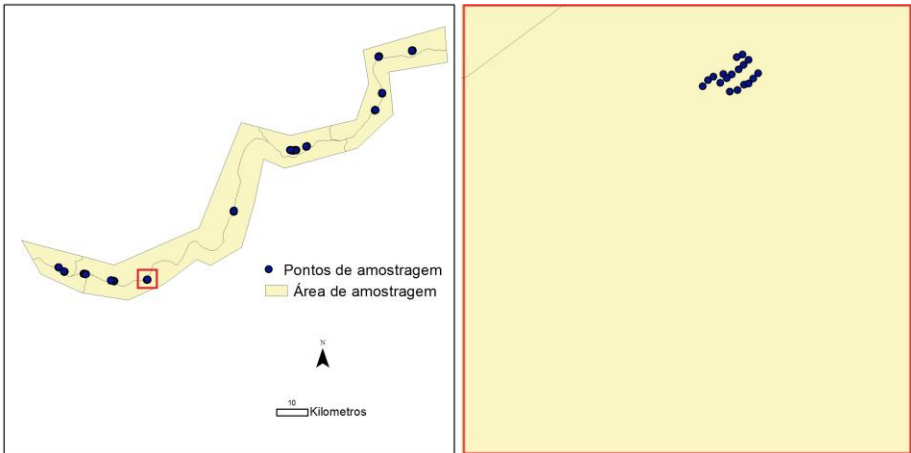 Pontos de amostragem
Área de amostragem
N
10
Kilometros